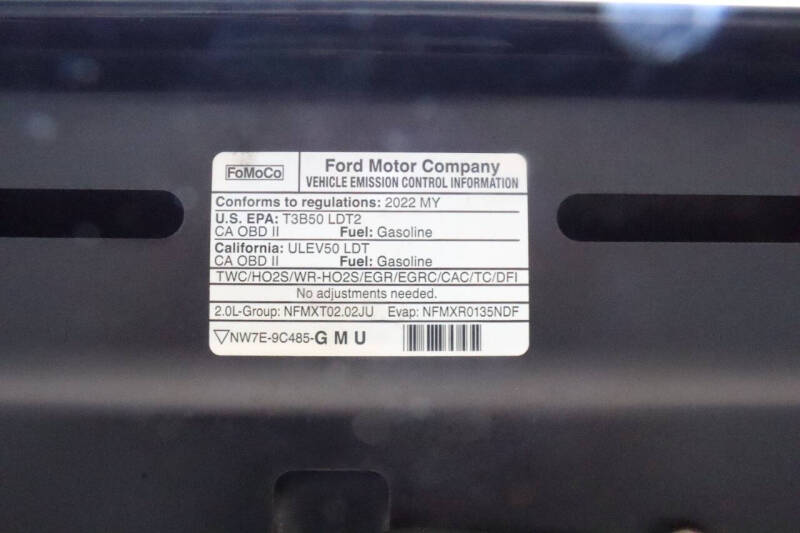 FoMoCo
Ford Motor Company
VEHICLE EMISSION CONTROL INFORMATION
Conforms to regulations: 2022 MY
U.S. EPA: T3B50 LDT2
CA OBD II Fuel: Gasoline
California: ULEV50 LDT
CA OBD II Fuel: Gasoline
TWC/HO2S/WR-HO2S/EGR/EGRC/CAC/TC/DFI
No adjustments needed.
2.0L-Group: NFMXT02.02JU Evap: NFMXR0135NDF
▽NW7E-9C485-G M U